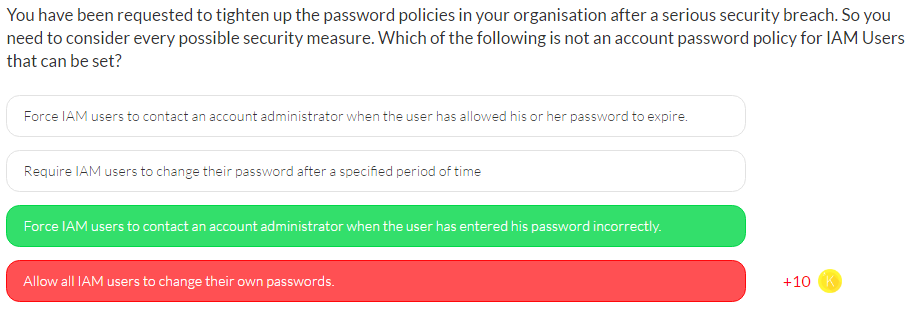 You have been requested to tighten up the password policies in your organisation after a serious security breach. So you
need to consider every possible security measure. Which of the following is not an account password policy for IAM Users
that can be set?
Force IAM users to contact an account administrator when the user has allowed his or her password to expire.
Require IAM users to change their password after a specified period of time
Force IAM users to contact an account administrator when the user has entered his password incorrectly.
Allow all IAM users to change their own passwords.
+10 K